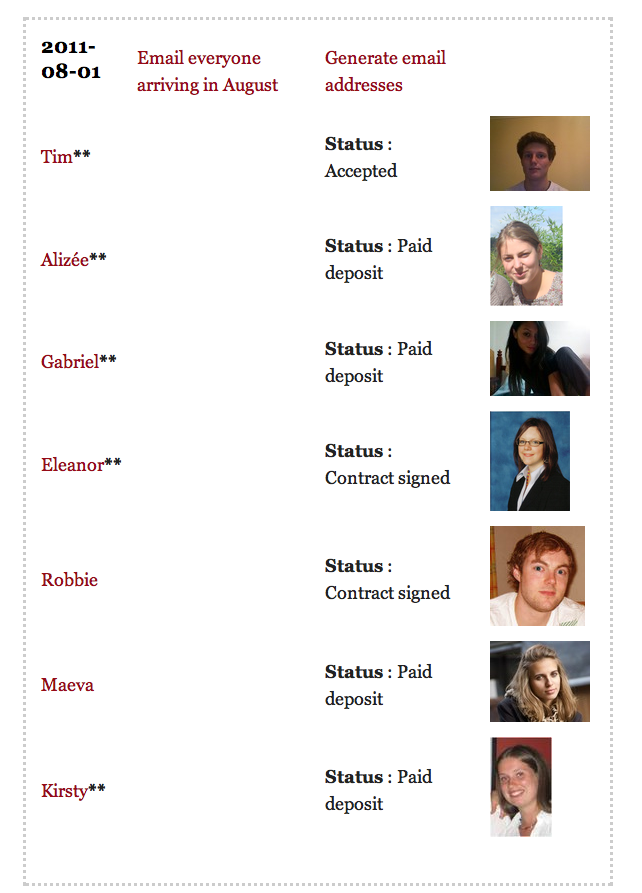 2011-
08-01
Email everyone
arriving in August
Generate email
addresses
Tim**
Status :
Accepted
Alizée**
Status : Paid
deposit
Gabriel**
Status : Paid
deposit
Eleanor**
Status :
Contract signed
Robbie
Status :
Contract signed
Maeva
Status : Paid
deposit
Kirsty**
Status : Paid
deposit